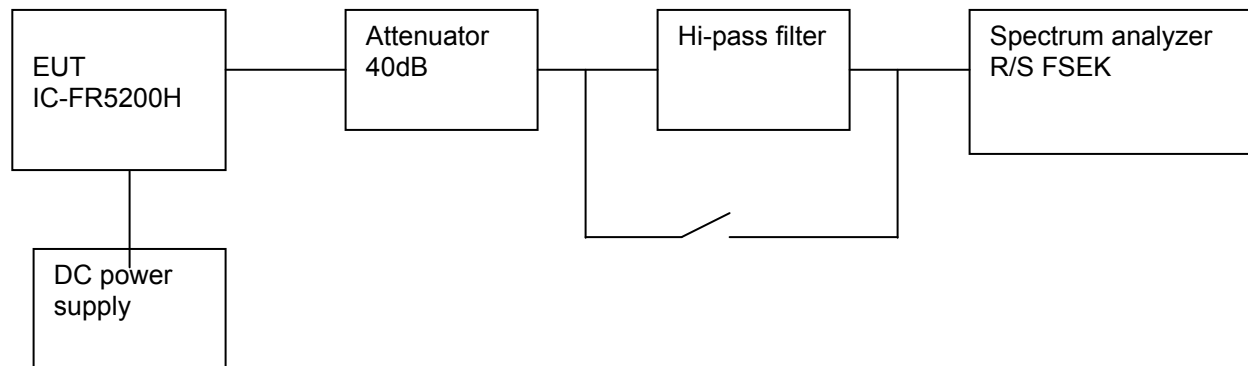 EUT
IC-FR5200H
Attenuator
40dB
Hi-pass filter
Spectrum analyzer
R/S FSEK
DC power
supply